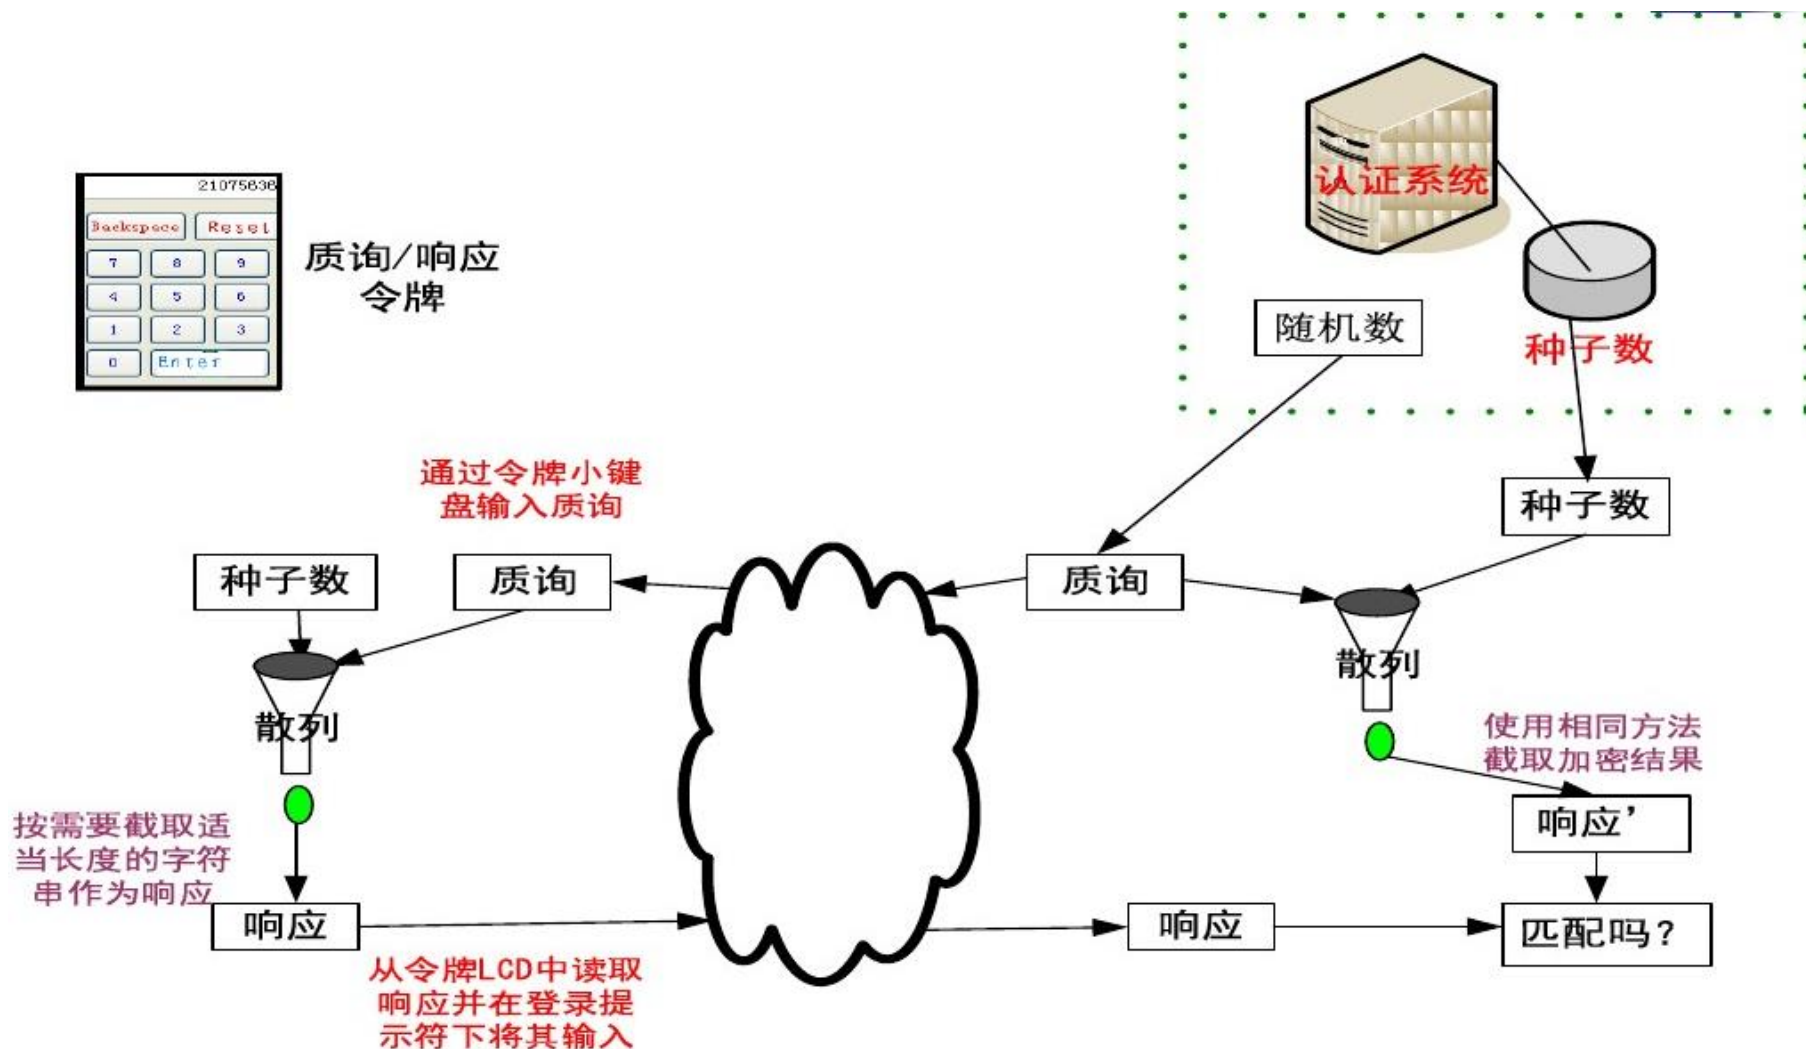 21075636
Backspace Reset
7 8 9
4 5 6
1 2 3
0 Enter
质询/响应
令牌
认证系统
随机数
种子数
通过令牌小键
盘输入质询
种子数
种子数
质询
质询
散列
散列
使用相同方法
截取加密结果
按需要截取适
当长度的字符
串作为响应
响应’
响应
响应
匹配吗?
从令牌LCD中读取
响应并在登录提
示符下将其输入